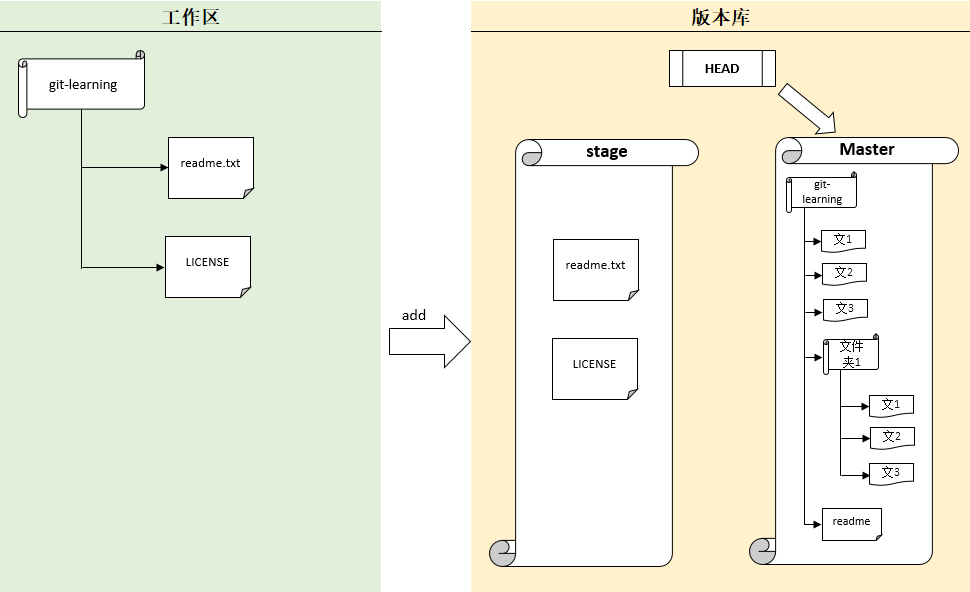 工作区
git-learning
readme.txt
LICENSE
add
版本库
HEAD
stage
readme.txt
LICENSE
Master
git-
learning
文1
文2
文3
文件
夹1
文1
文2
文3
readme